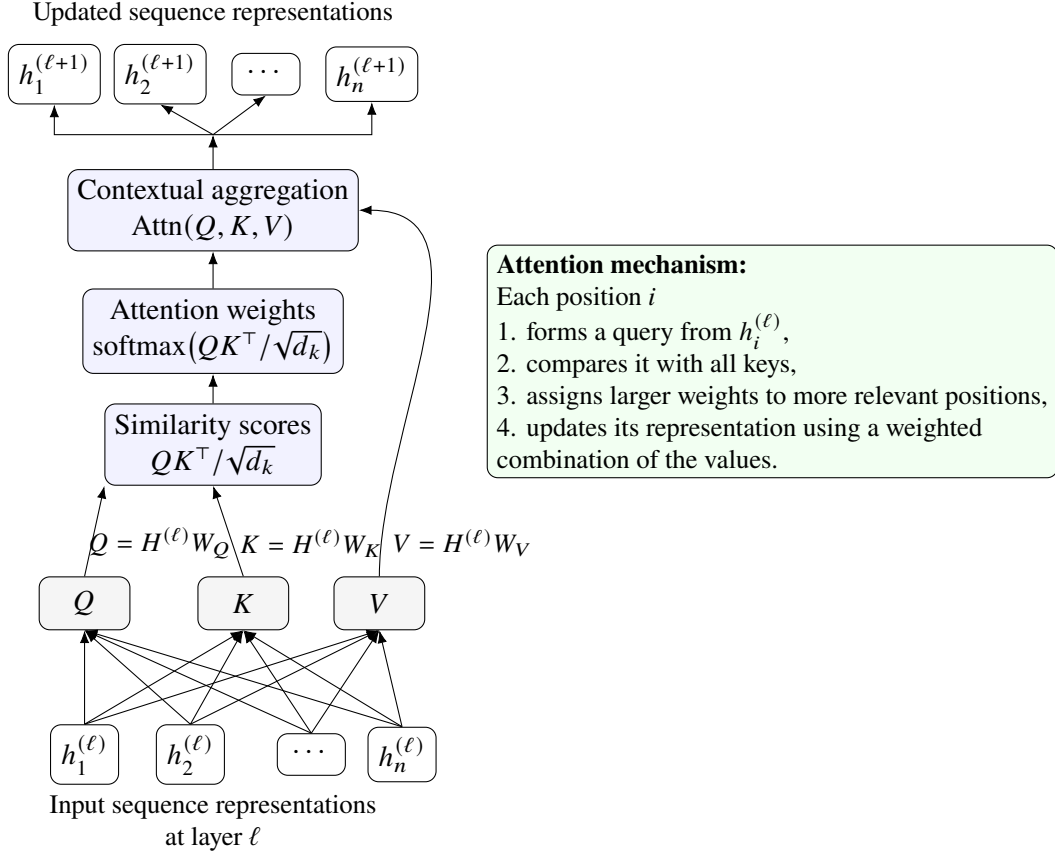 Updated sequence representations
h_1^{(ℓ+1)} h_2^{(ℓ+1)} ··· h_n^{(ℓ+1)}
Contextual aggregation
Attn(Q, K, V)
Attention weights
softmax(QK^⊤/√d_k)
Similarity scores
QK^⊤/√d_k
Q = H^{(ℓ)}W_Q K = H^{(ℓ)}W_K V = H^{(ℓ)}W_V
Q K V
h_1^{(ℓ)} h_2^{(ℓ)} ··· h_n^{(ℓ)}
Input sequence representations
at layer ℓ
Attention mechanism:
Each position i
1. forms a query from h_i^{(ℓ)},
2. compares it with all keys,
3. assigns larger weights to more relevant positions,
4. updates its representation using a weighted
combination of the values.